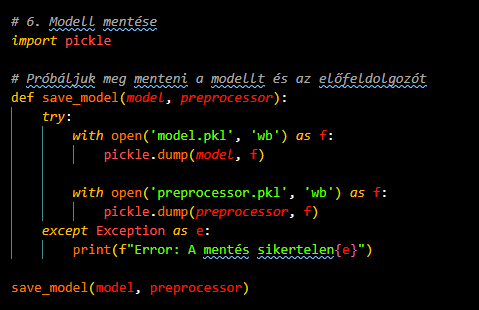 # 6. Modell mentése
import pickle

# Próbáljuk meg menteni a modellt és az előfeldolgozót
def save_model(model, preprocessor):
    try:
        with open('model.pkl', 'wb') as f:
            pickle.dump(model, f)

        with open('preprocessor.pkl', 'wb') as f:
            pickle.dump(preprocessor, f)
    except Exception as e:
        print(f"Error: A mentés sikertelen{e}")

save_model(model, preprocessor)